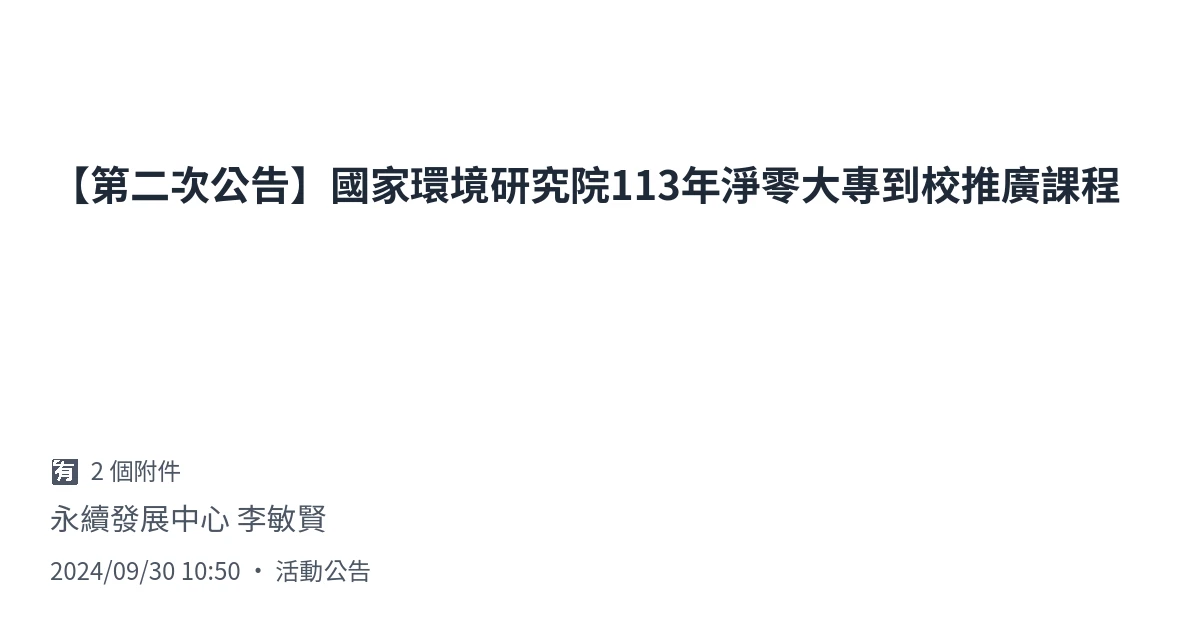 【第二次公告】國家環境研究院113年淨零大專到校推廣課程
🈶 2 個附件
永續發展中心 李敏賢
2024/09/30 10:50 ・ 活動公告